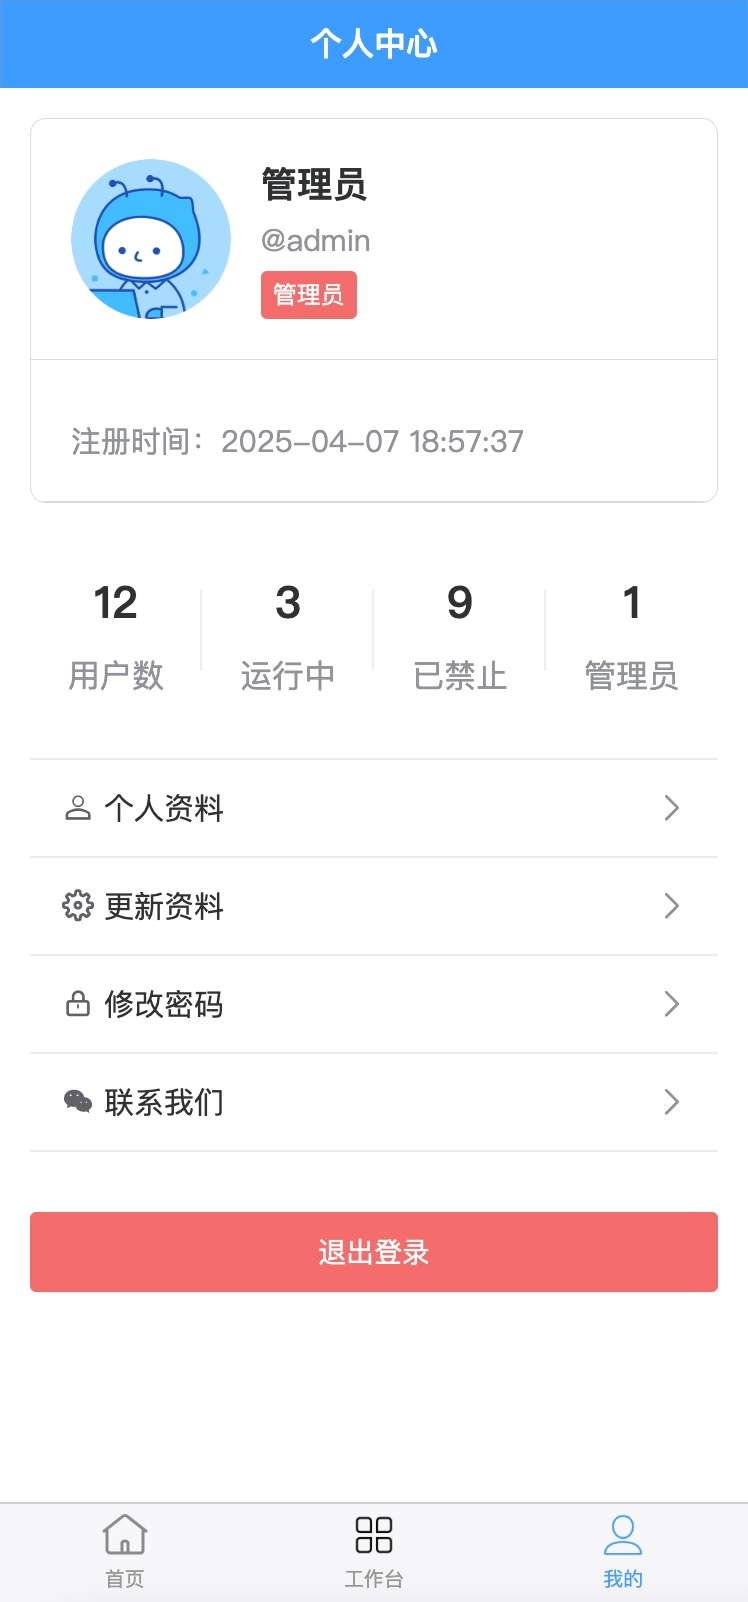 个人中心
管理员
@admin
管理员
注册时间：2025-04-07 18:57:37
12 3 9 1
用户数 运行中 已禁止 管理员
个人资料
更新资料
修改密码
联系我们
退出登录
首页 工作台 我的